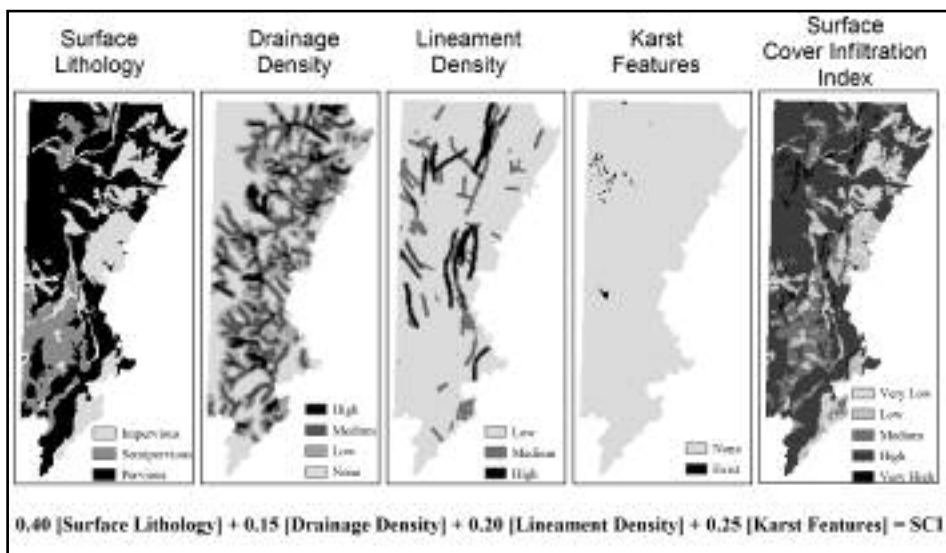 Surface
Lithology
Drainage
Density
Lineament
Density
Karst
Features
Surface
Cover Infiltration
Index
Impervious
Semipervious
Pervious
High
Medium
Low
None
Low
Medium
High
None
Exist
Very Low
Low
Medium
High
Very High
0.40 [Surface Lithology] + 0.15 [Drainage Density] + 0.20 [Lineament Density] + 0.25 [Karst Features] = SCI